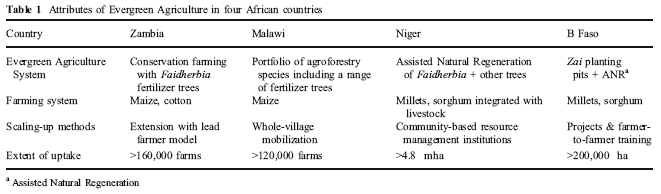 Table 1 Attributes of Evergreen Agriculture in four African countries
Country Zambia Malawi Niger B Faso
Evergreen Agriculture Conservation farming Portfolio of agroforestry Assisted Natural Regeneration Zai planting
System with Faidherbia species including a range of Faidherbia + other trees pits + ANRa
fertilizer trees of fertilizer trees
Farming system Maize, cotton Maize Millets, sorghum integrated with Millets, sorghum
livestock
Scaling-up methods Extension with lead Whole-village Community-based resource Projects & farmer-
farmer model mobilization management institutions to-farmer training
Extent of uptake >160,000 farms >120,000 farms >4.8 mha >200,000 ha
a Assisted Natural Regeneration